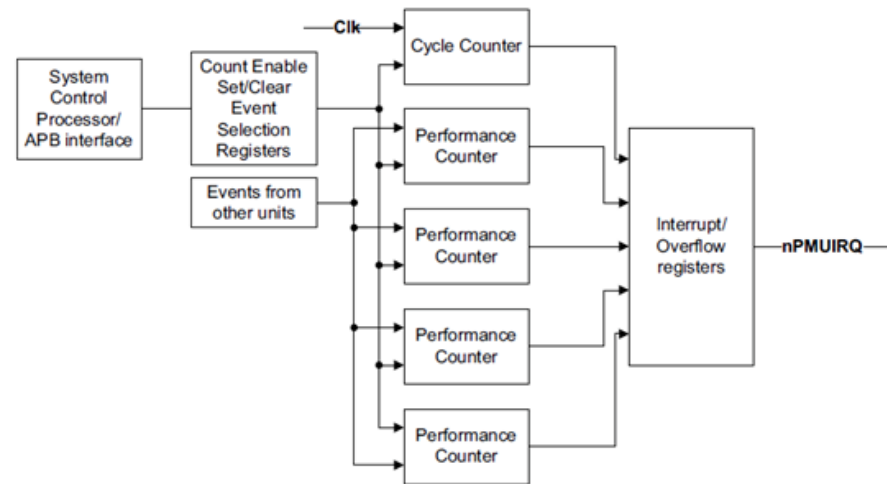 Clk
Cycle Counter
System
Control
Processor/
APB interface
Count Enable
Set/Clear
Event
Selection
Registers
Events from
other units
Performance
Counter
Performance
Counter
Performance
Counter
Performance
Counter
Interrupt/
Overflow
registers
nPMUIRQ